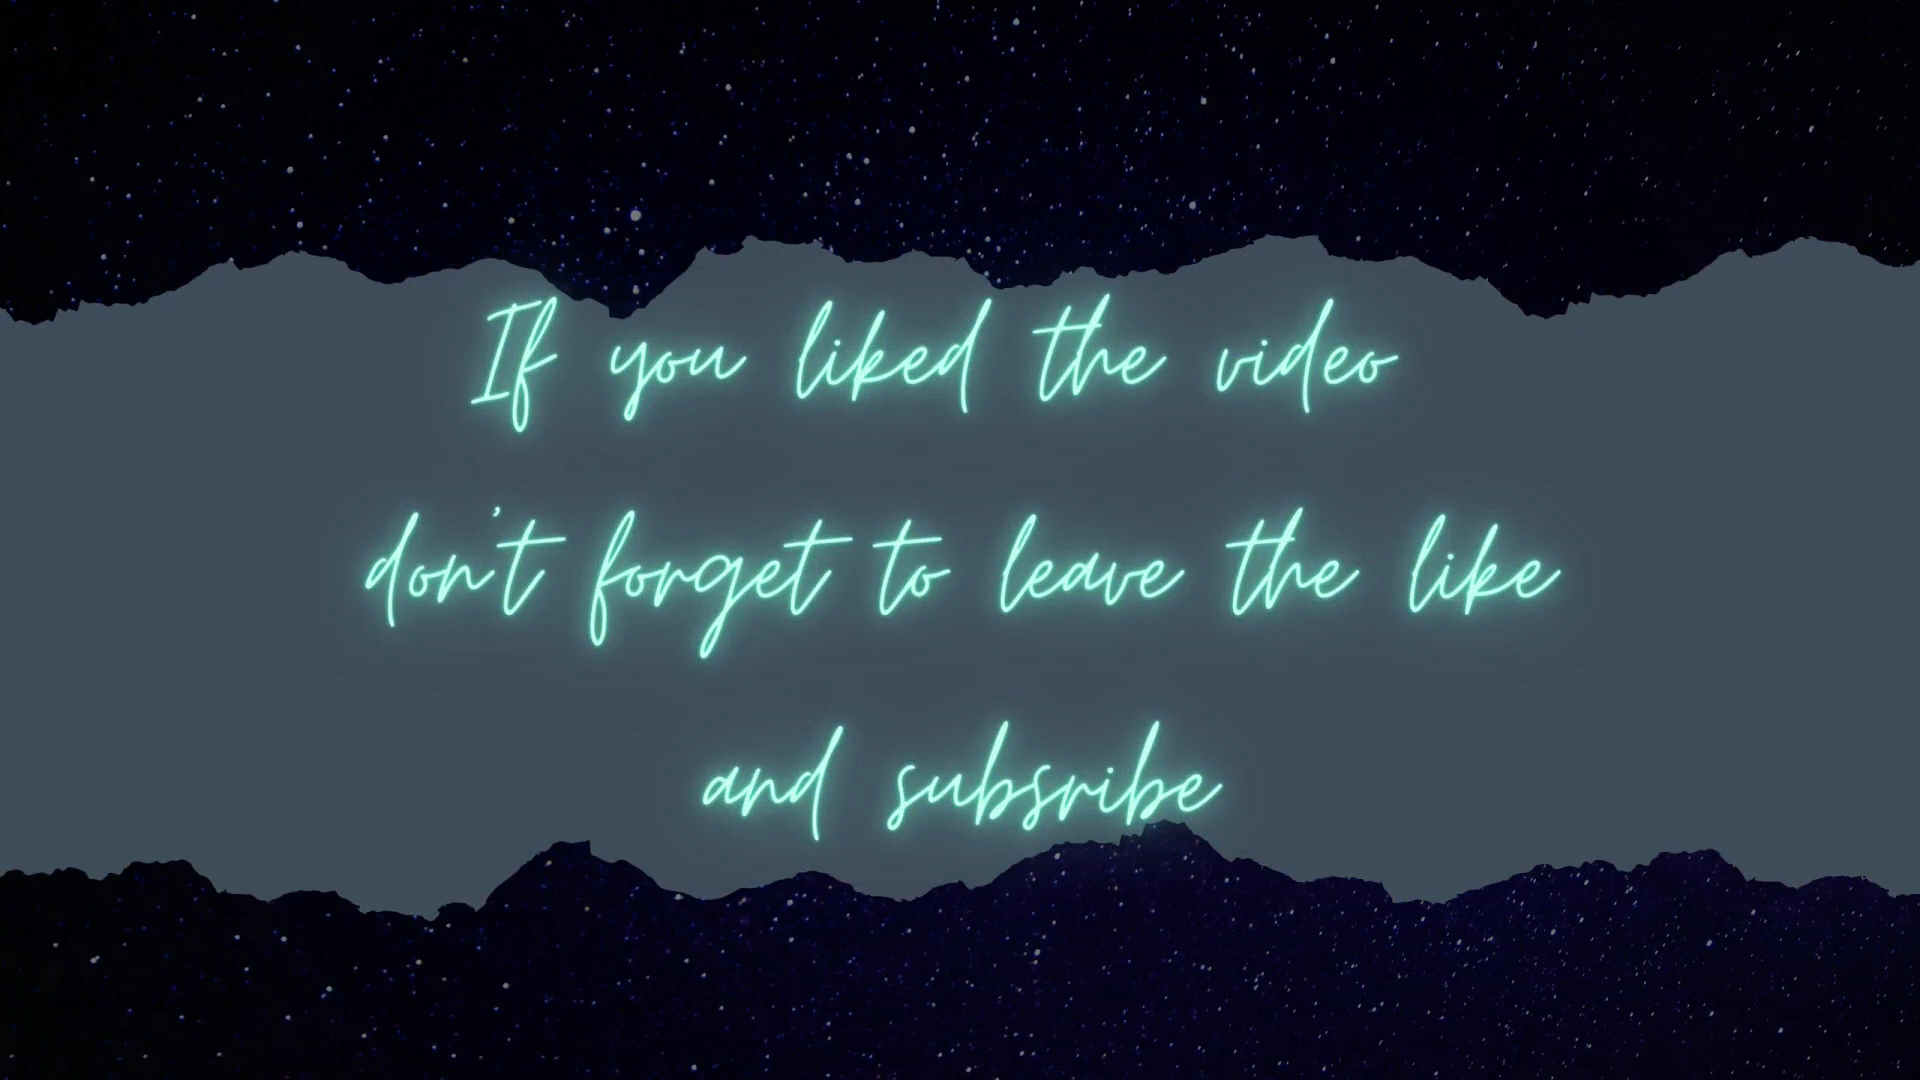 If you liked the video
don't forget to leave the like
and subsribe